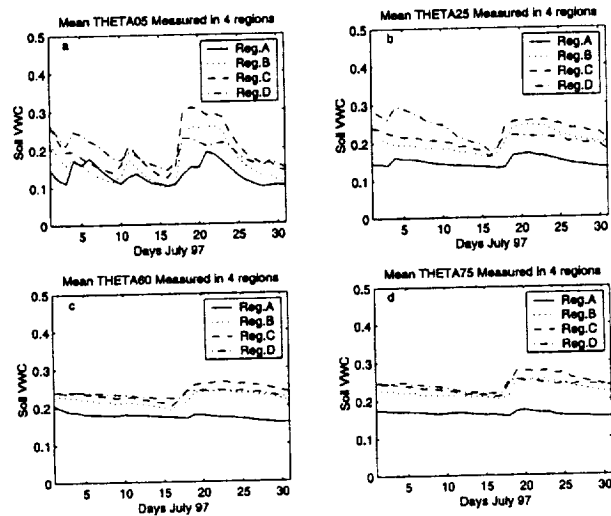 Mean THETA05 Measured in 4 regions
a
Reg.A
Reg.B
Reg.C
Reg.D
Soil VWC
0.5
0.4
0.3
0.2
0.1
0
5 10 15 20 25 30
Days July 97
Mean THETA25 Measured in 4 regions
b
Reg.A
Reg.B
Reg.C
Reg.D
Soil VWC
0.5
0.4
0.3
0.2
0.1
0
5 10 15 20 25 30
Days July 97
Mean THETA60 Measured in 4 regions
c
Reg.A
Reg.B
Reg.C
Reg.D
Soil VWC
0.5
0.4
0.3
0.2
0.1
0
5 10 15 20 25 30
Days July 97
Mean THETA75 Measured in 4 regions
d
Reg.A
Reg.B
Reg.C
Reg.D
Soil VWC
0.5
0.4
0.3
0.2
0.1
0
5 10 15 20 25 30
Days July 97